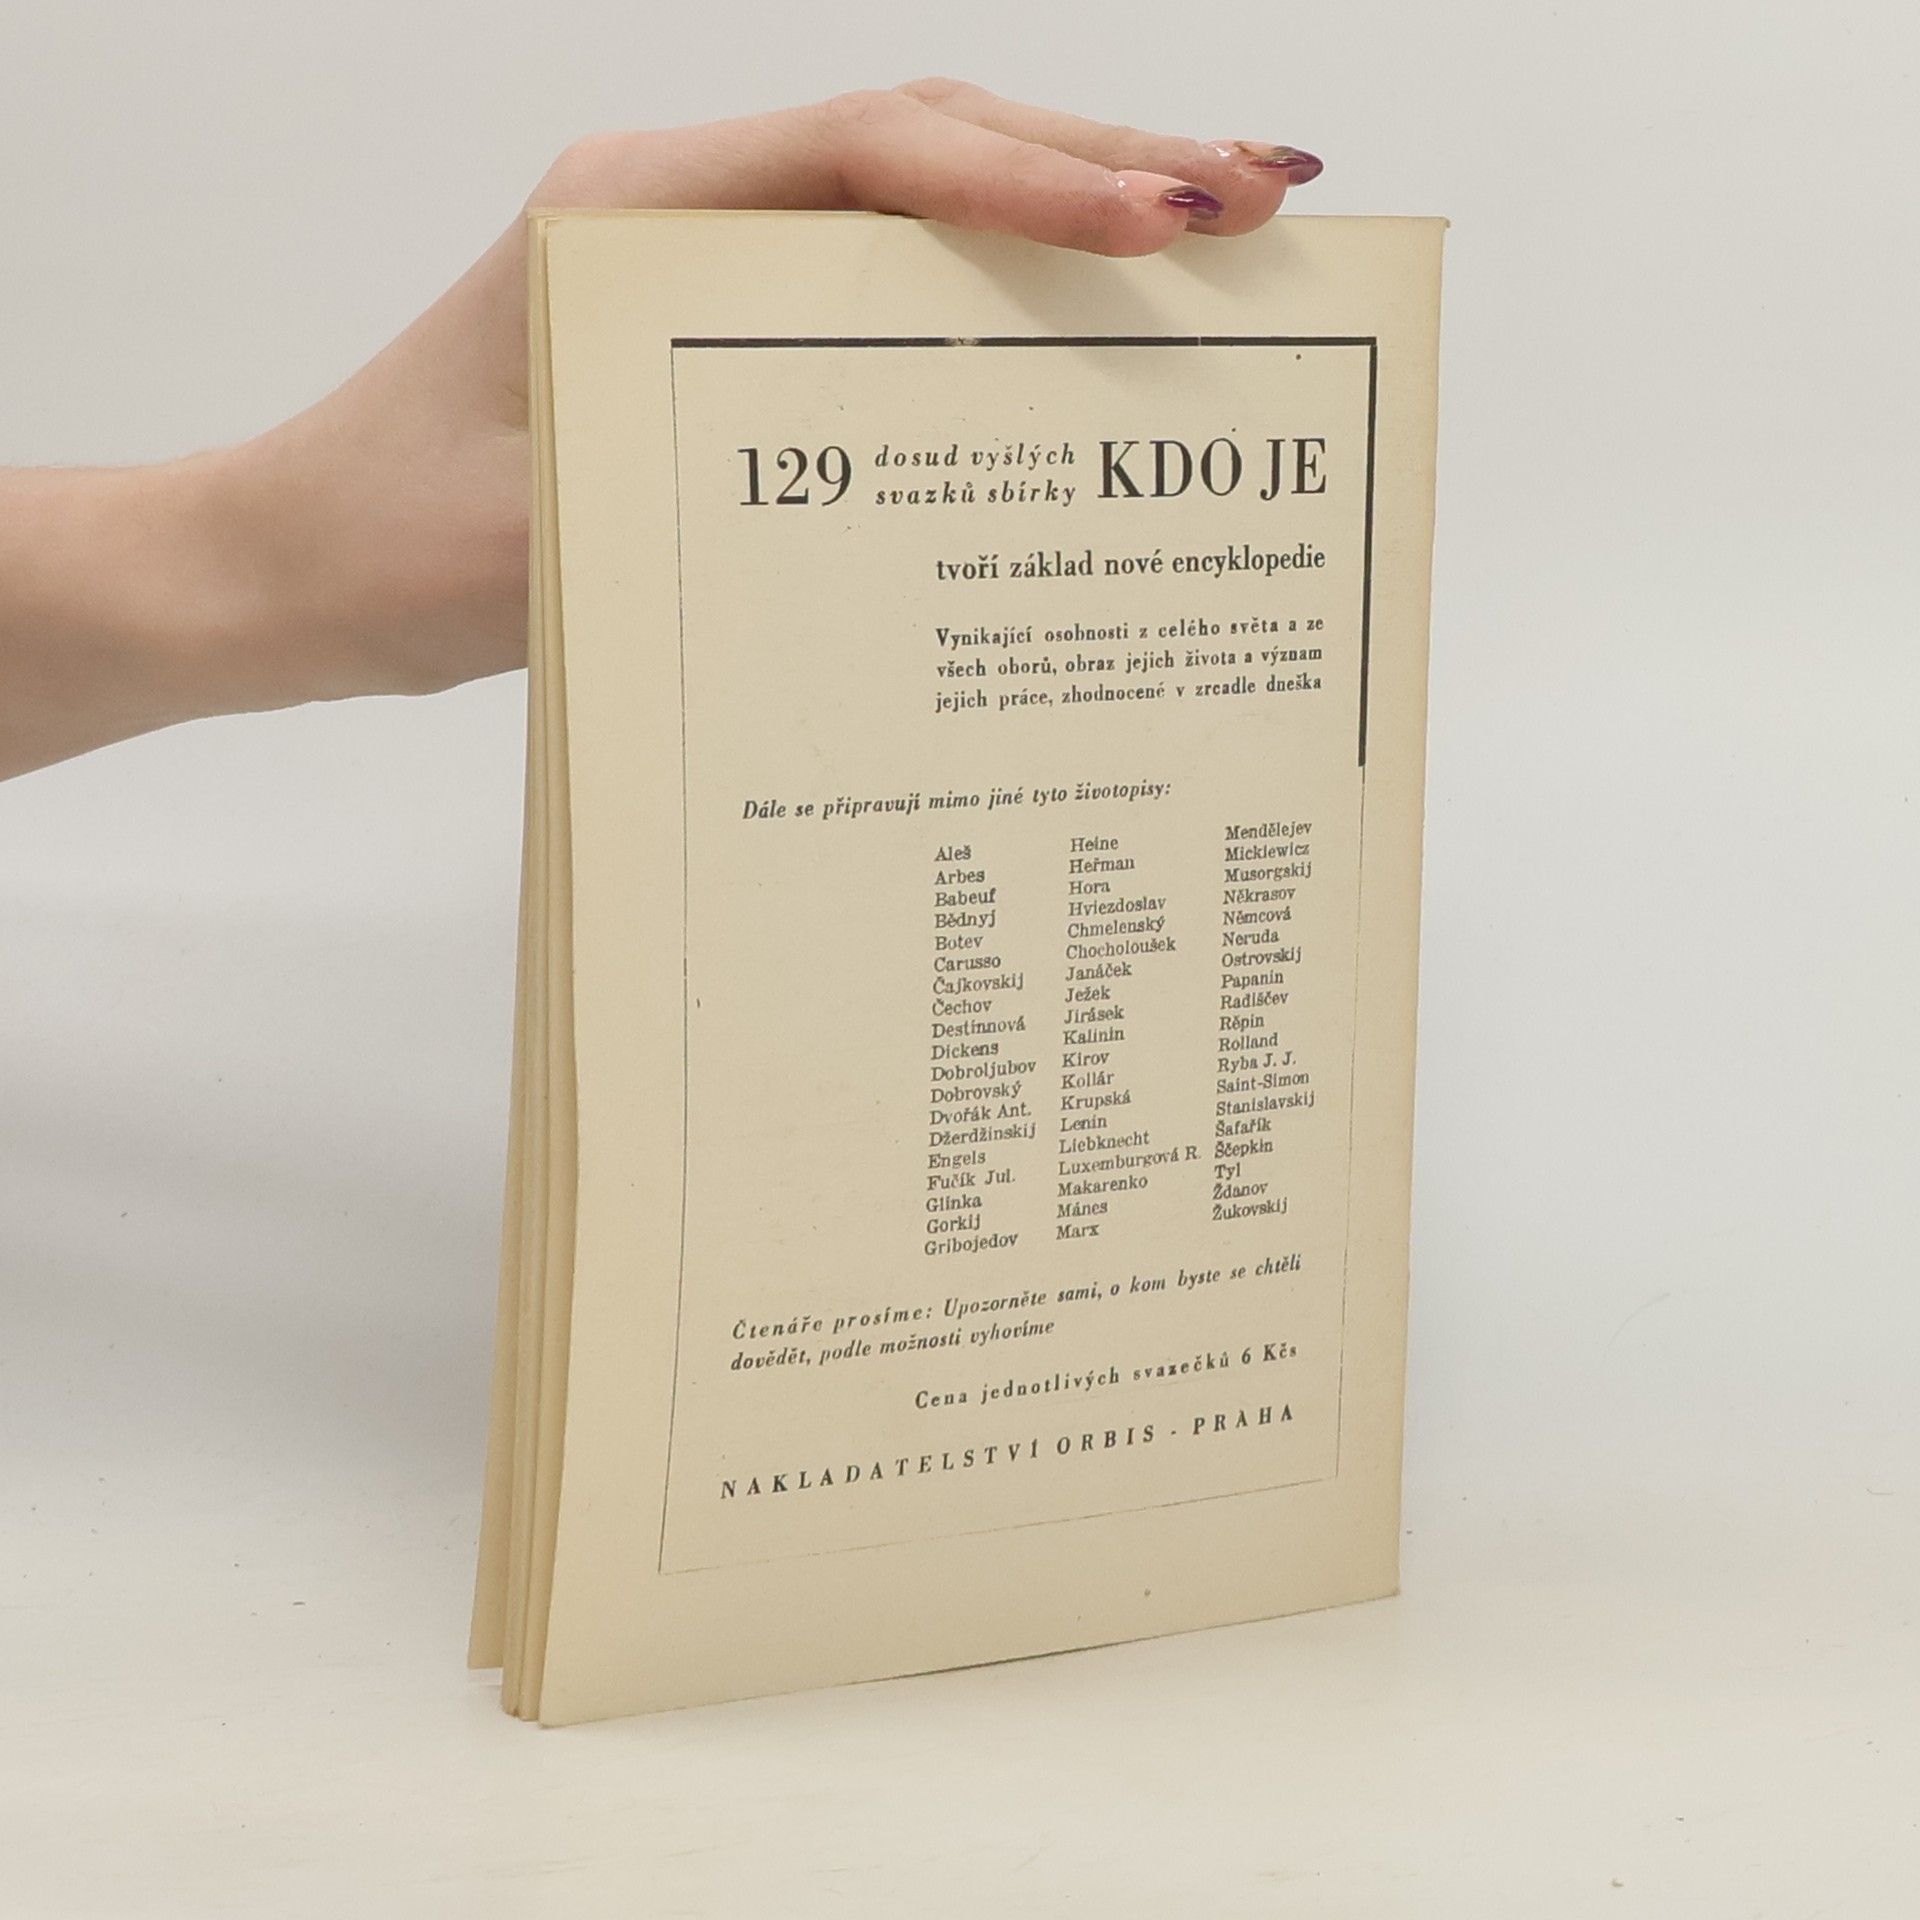 129 dosud vyšlých svazků sbírky KDO JE
tvoří základ nové encyklopedie
Vynikající osobnosti z celého světa a ze
všech oborů, obraz jejich života a význam
jejich práce, zhodnocené v zrcadle dneška
Dále se připravují mimo jiné tyto životopisy:
Aleš
Arbes
Babeuf
Bědnyj
Botev
Carusso
Čajkovskij
Čechov
Destinnová
Dickens
Dobroljubov
Dobrovský
Dvořák Ant.
Džerdžinskij
Engels
Fučík Jul.
Glinka
Gorkij
Gribojedov
Heine
Heřman
Hora
Hviezdoslav
Chmelenský
Chocholoušek
Janáček
Ježek
Jirásek
Kalinin
Kirov
Kollár
Krupská
Lenin
Liebknecht
Luxemburgová R.
Makarenko
Mánes
Marx
Mendělejev
Mickiewicz
Musorgskij
Někrasov
Němcová
Neruda
Ostrovskij
Papanin
Radiščev
Rěpin
Rolland
Ryba J. J.
Saint-Simon
Stanislavskij
Šafařík
Ščepkin
Tyl
Ždanov
Žukovskij
Čtenáře prosíme: Upozorněte sami, o kom byste se chtěli
dovědět, podle možnosti vyhovíme
Cena jednotlivých svazečků 6 Kčs
NAKLADATELSTVÍ ORBIS - PRAHA